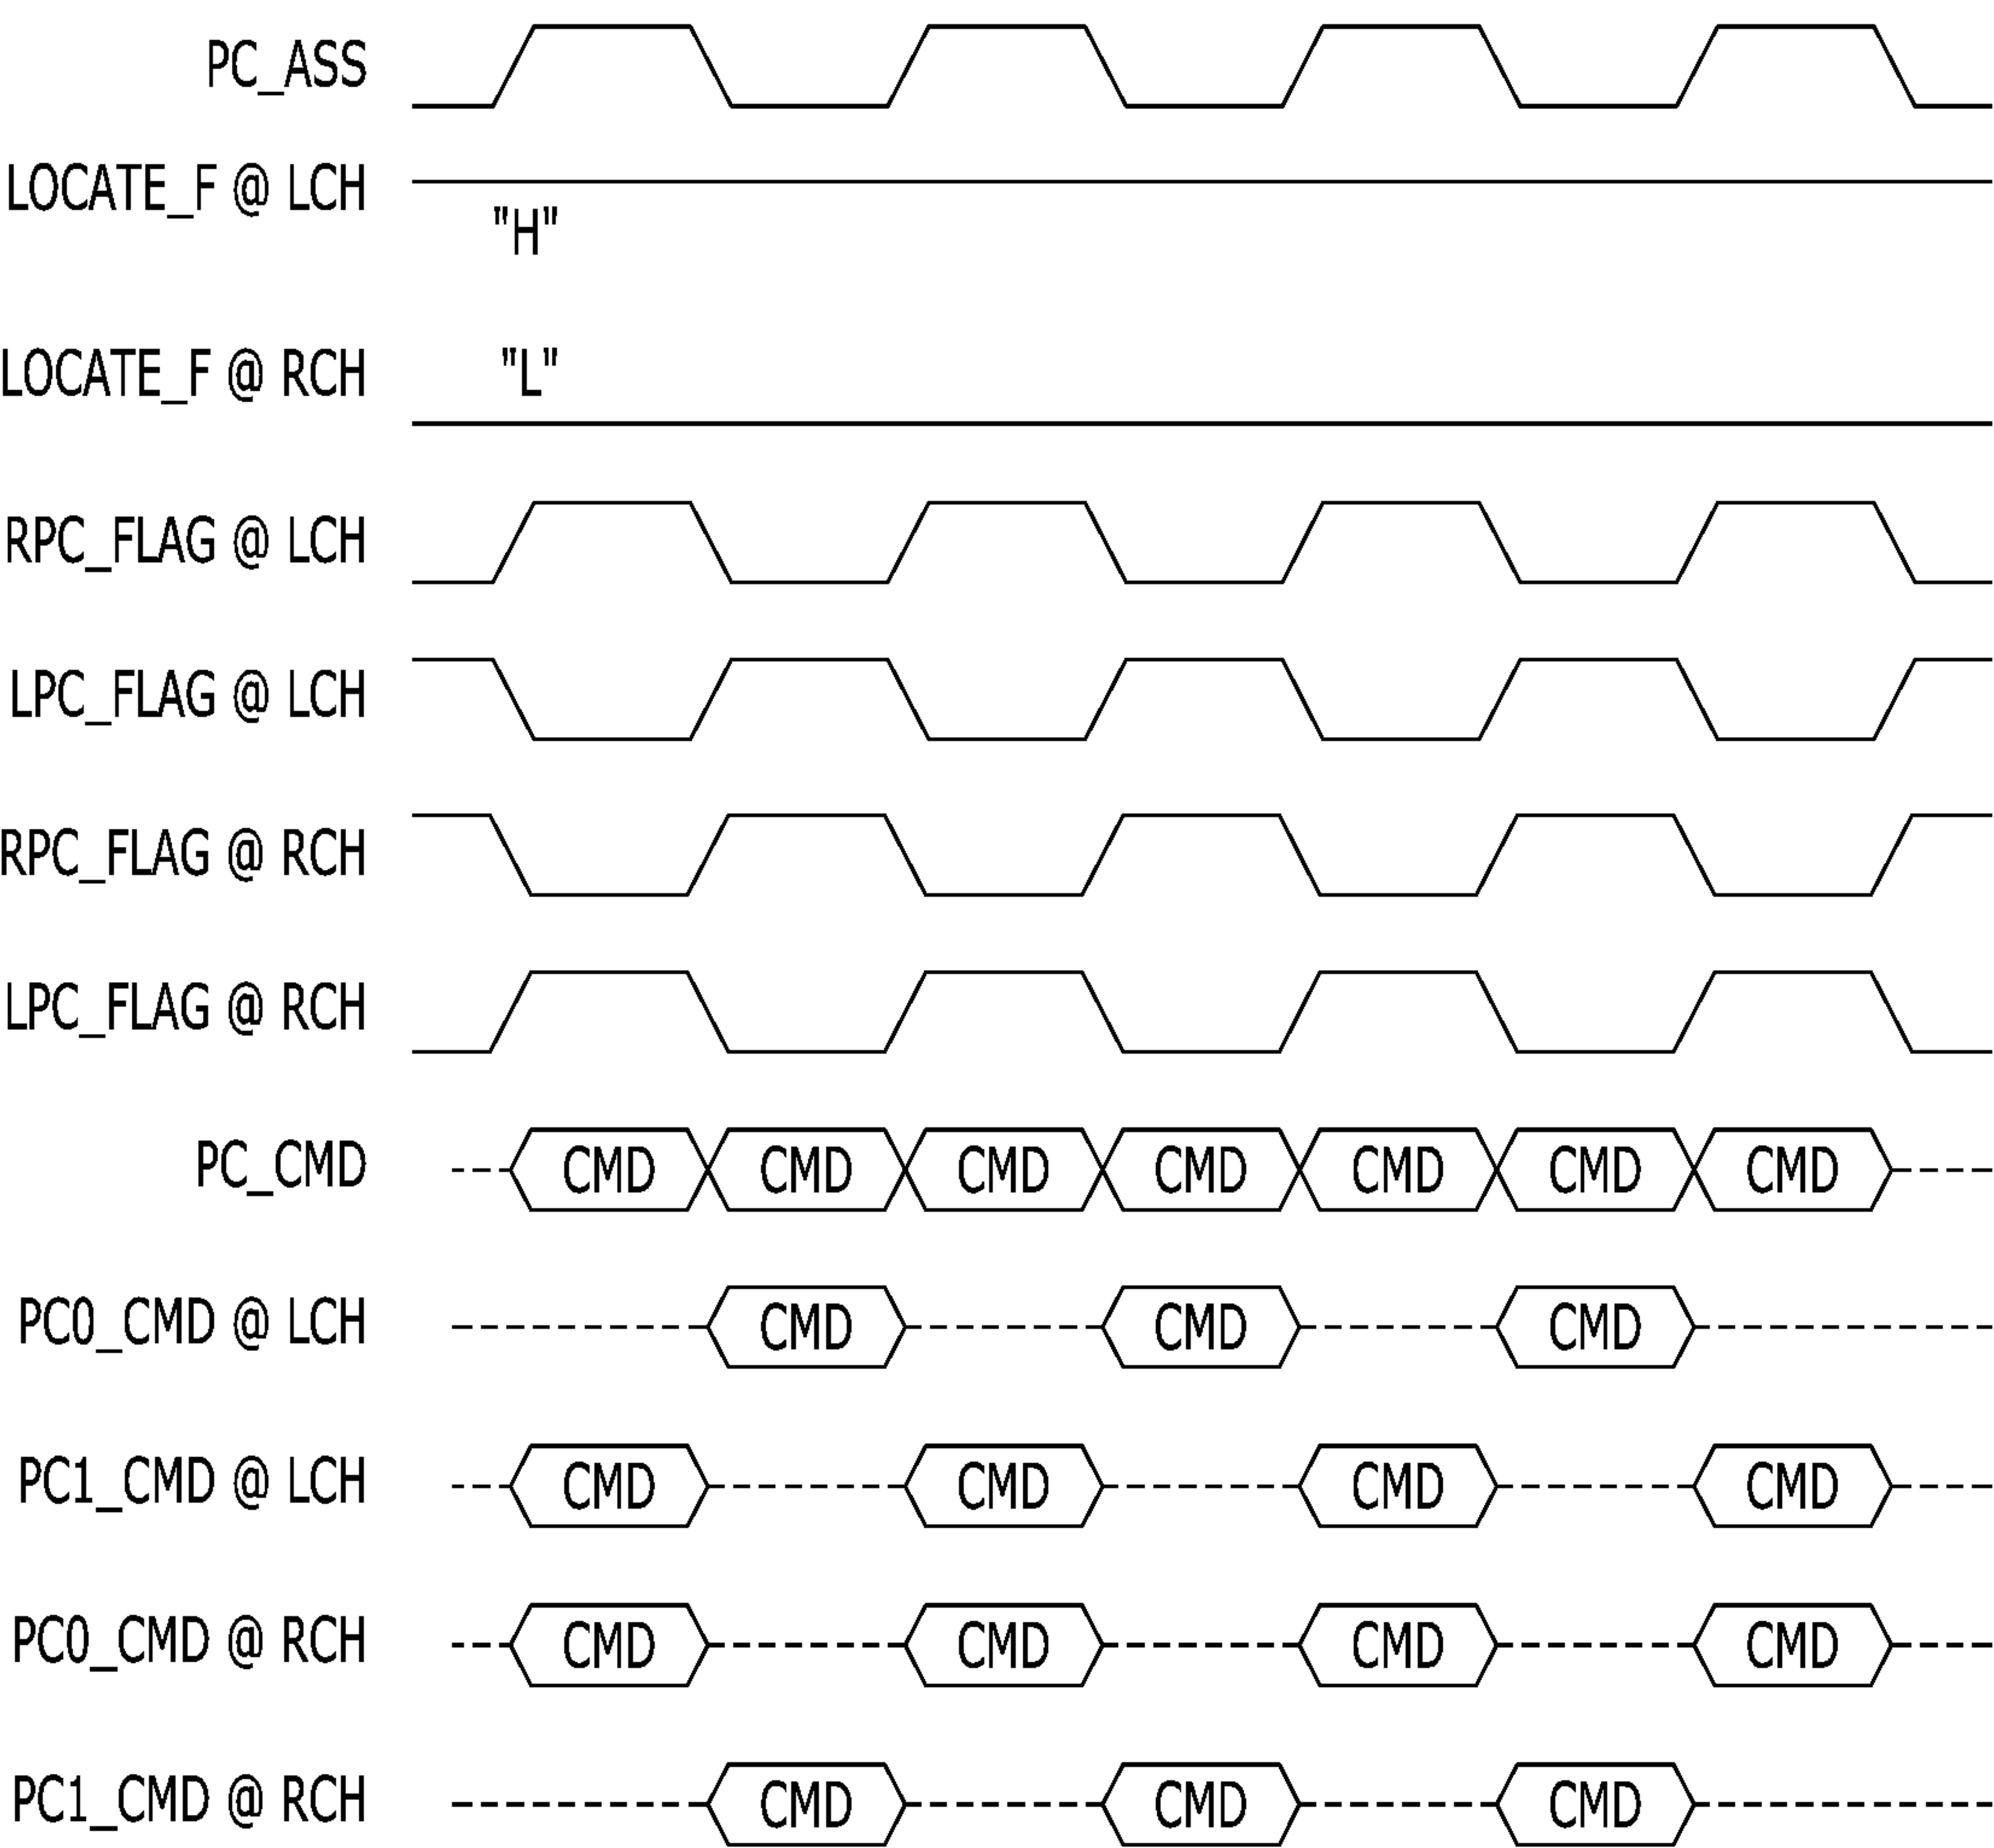 PC_ASS
LOCATE_F @ LCH
"H"
LOCATE_F @ RCH "L"
RPC_FLAG @ LCH
LPC_FLAG @ LCH
RPC_FLAG @ RCH
LPC_FLAG @ RCH
PC_CMD CMD CMD CMD CMD CMD CMD CMD
PC0_CMD @ LCH CMD CMD CMD
PC1_CMD @ LCH CMD CMD CMD CMD
PC0_CMD @ RCH CMD CMD CMD CMD
PC1_CMD @ RCH CMD CMD CMD